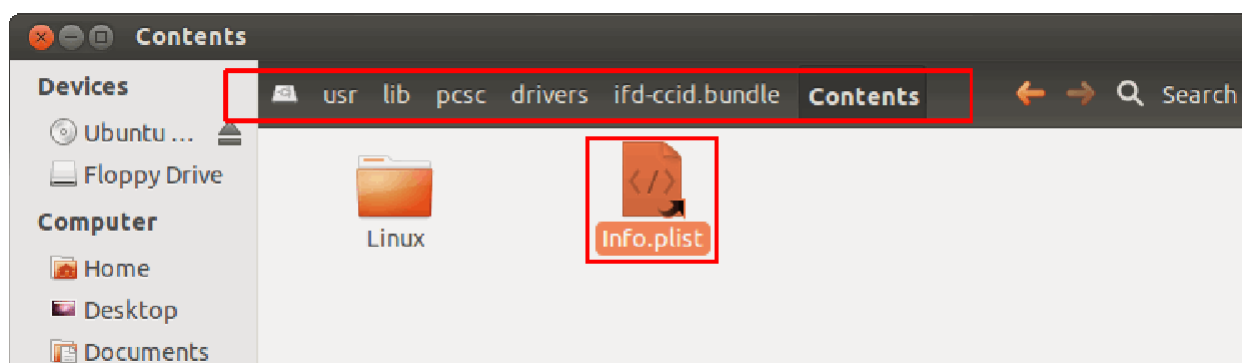 Contents
Devices
usr lib pcsc drivers ifd-ccid.bundle Contents
Search
Ubuntu ...
Floppy Drive
Computer
Home
Desktop
Documents
Linux
</>
Info.plist